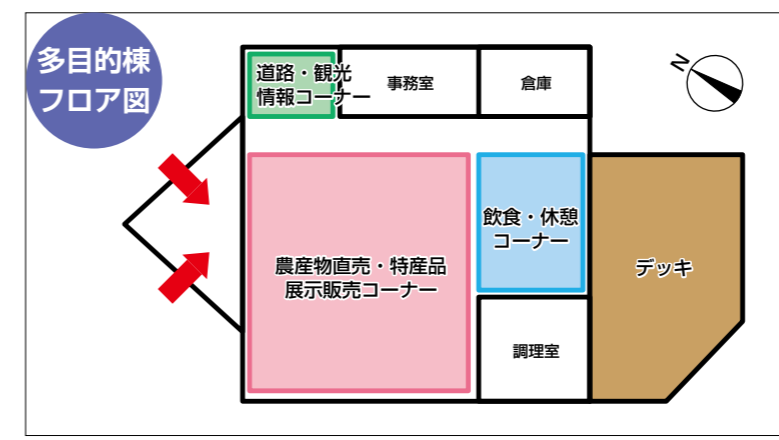 多目的棟
フロア図
道路・観光
情報コーナー
事務室
倉庫
N
農産物直売・特産品
展示販売コーナー
飲食・休憩
コーナー
デッキ
調理室